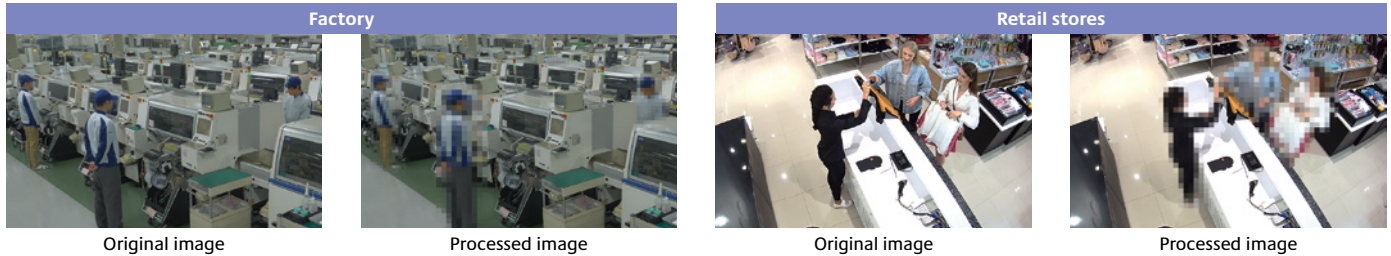 Factory
Retail stores
Original image
Processed image
Original image
Processed image